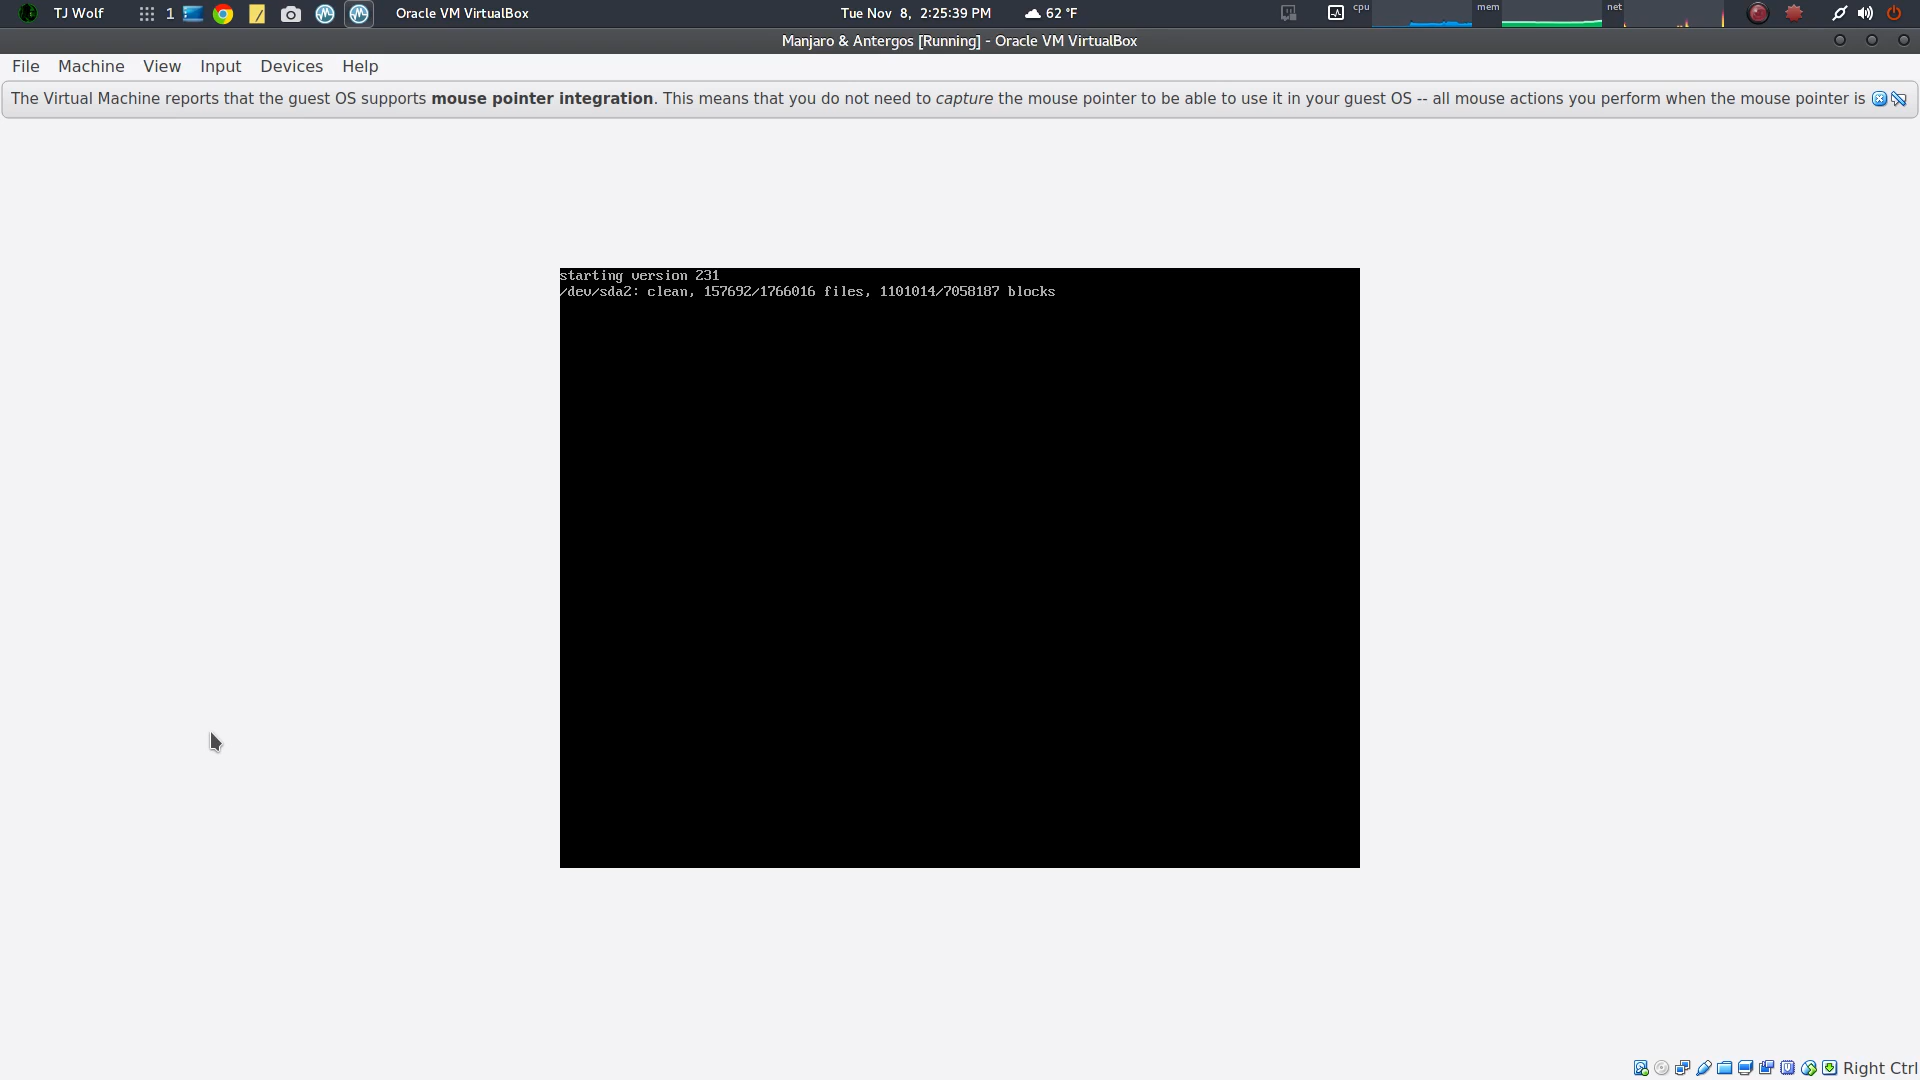 TJ Wolf 1 Oracle VM VirtualBox Tue Nov 8, 2:25:39 PM 62 °F cpu mem net
Manjaro & Antergos [Running] - Oracle VM VirtualBox
File Machine View Input Devices Help
The Virtual Machine reports that the guest OS supports mouse pointer integration. This means that you do not need to capture the mouse pointer to be able to use it in your guest OS -- all mouse actions you perform when the mouse pointer is
starting version 231
/dev/sda2: clean, 157692/1766016 files, 1101014/7058187 blocks
Right Ctrl